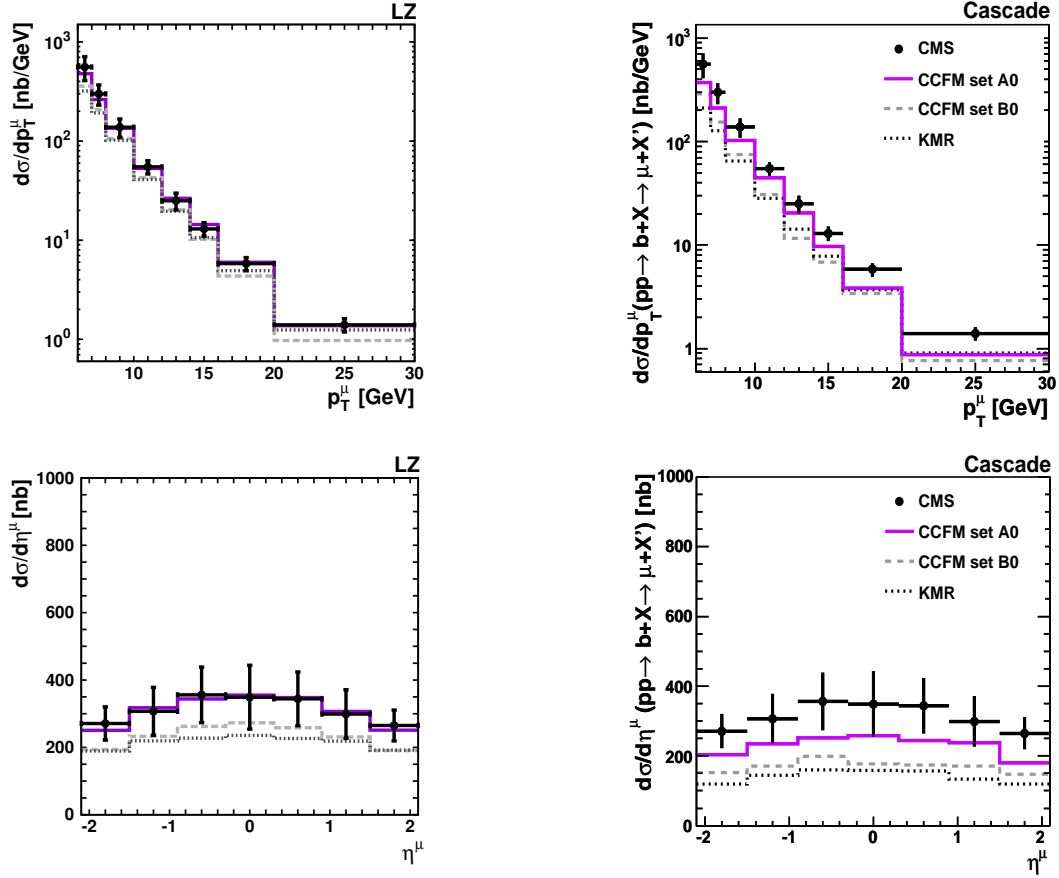 LZ
dσ/dp_T^μ [nb/GeV]
10³
10²
10
10⁰
10 15 20 25 30
p_T^μ [GeV]
Cascade
dσ/dp_T^μ(pp→ b+X→ μ+X') [nb/GeV]
10³
10²
10
1
CMS
CCFM set A0
CCFM set B0
KMR
10 15 20 25 30
p_T^μ [GeV]
LZ
dσ/dη^μ [nb]
1000
800
600
400
200
0
-2 -1 0 1 2
η^μ
Cascade
dσ/dη^μ (pp→ b+X→ μ+X') [nb]
1000
800
600
400
200
0
CMS
CCFM set A0
CCFM set B0
KMR
-2 -1 0 1 2
η^μ